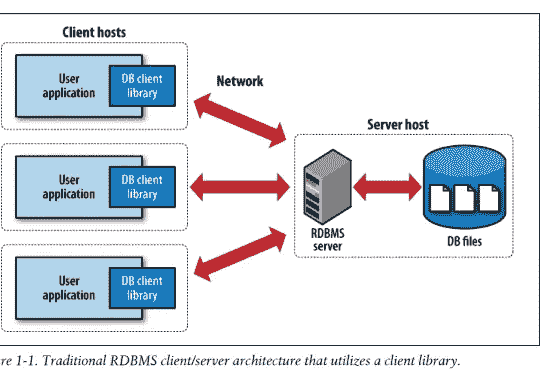 Client hosts
User
application
DB client
library
Network
Server host
User
application
DB client
library
RDBMS
server
DB files
User
application
DB client
library
re 1-1. Traditional RDBMS client/server architecture that utilizes a client library.